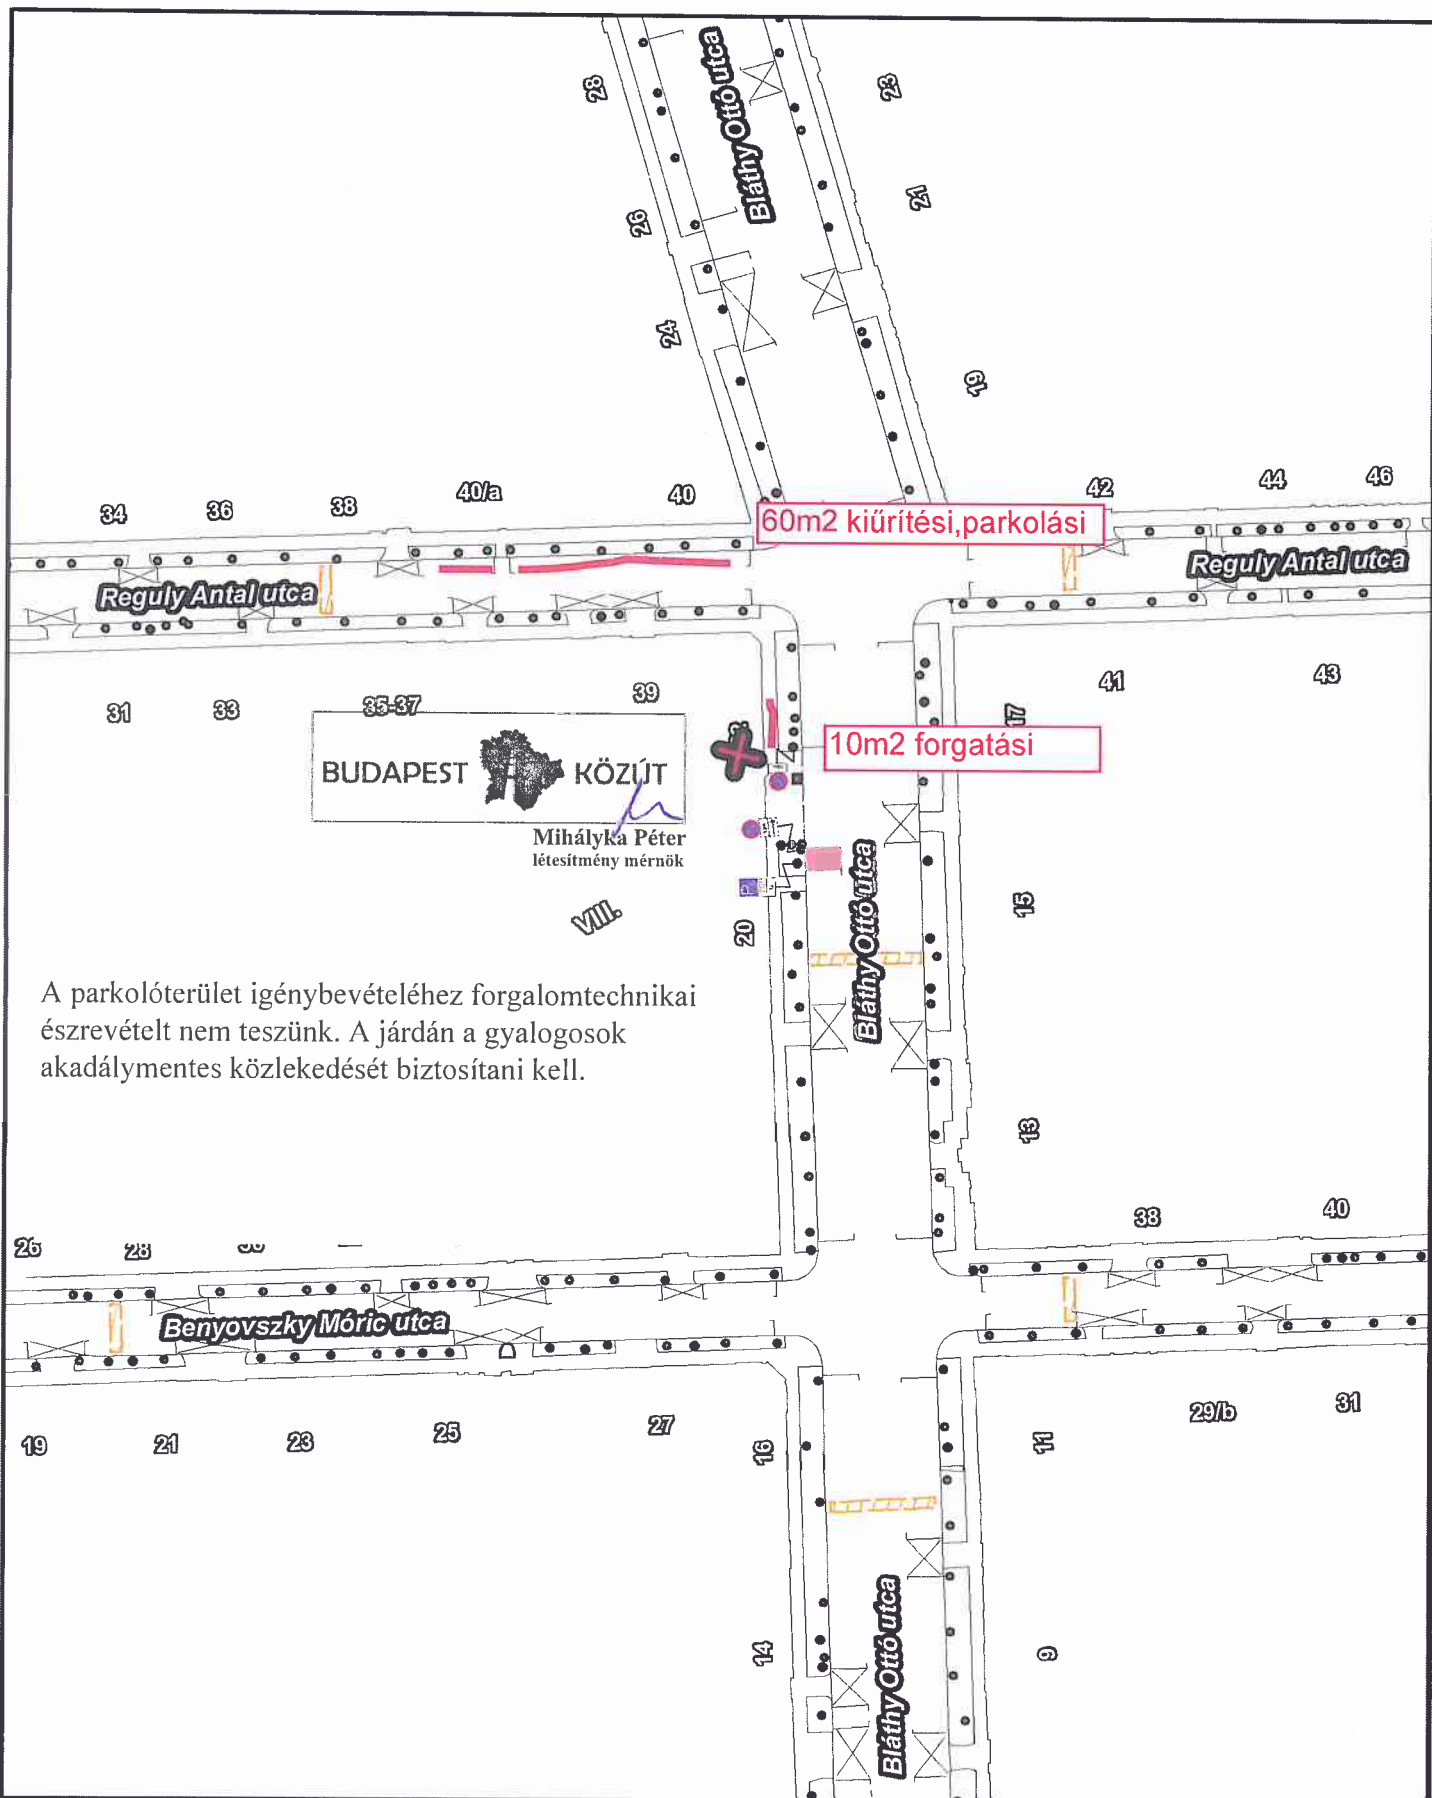 28
Bláthy Ottó utca
23
26
21
24
19
34
36
38
40/a
40
60m2 kiűrítési,parkolási
42
44
46
Reguly Antal utca
Reguly Antal utca
31
33
35-37
39
41
43
17
10m2 forgatási
BUDAPEST KÖZÚT
Mihályka Péter
létesítmény mérnök
VIII.
20
Bláthy Ottó utca
15
A parkolóterület igénybevételéhez forgalomtechnikai
észrevételt nem teszünk. A járdán a gyalogosok
akadálymentes közlekedését biztosítani kell.
13
26
28
38
40
Benyovszky Móric utca
19
21
23
25
27
16
11
29/b
31
14
Bláthy Ottó utca
9